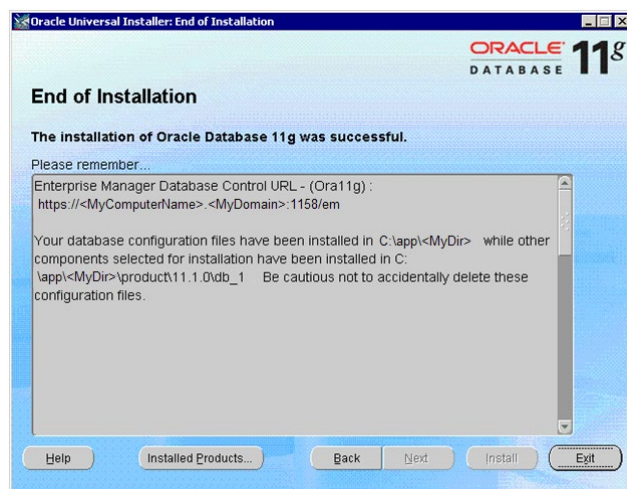 Oracle Universal Installer: End of Installation
ORACLE 11g
DATABASE
End of Installation
The installation of Oracle Database 11g was successful.
Please remember...
Enterprise Manager Database Control URL - (Ora11g) :
https://<MyComputerName>.<MyDomain>:1158/em
Your database configuration files have been installed in C:\app\<MyDir> while other
components selected for installation have been installed in C:
\app\<MyDir>\product\11.1.0\db_1 Be cautious not to accidentally delete these
configuration files.
Help Installed Products... Back Next Install Exit